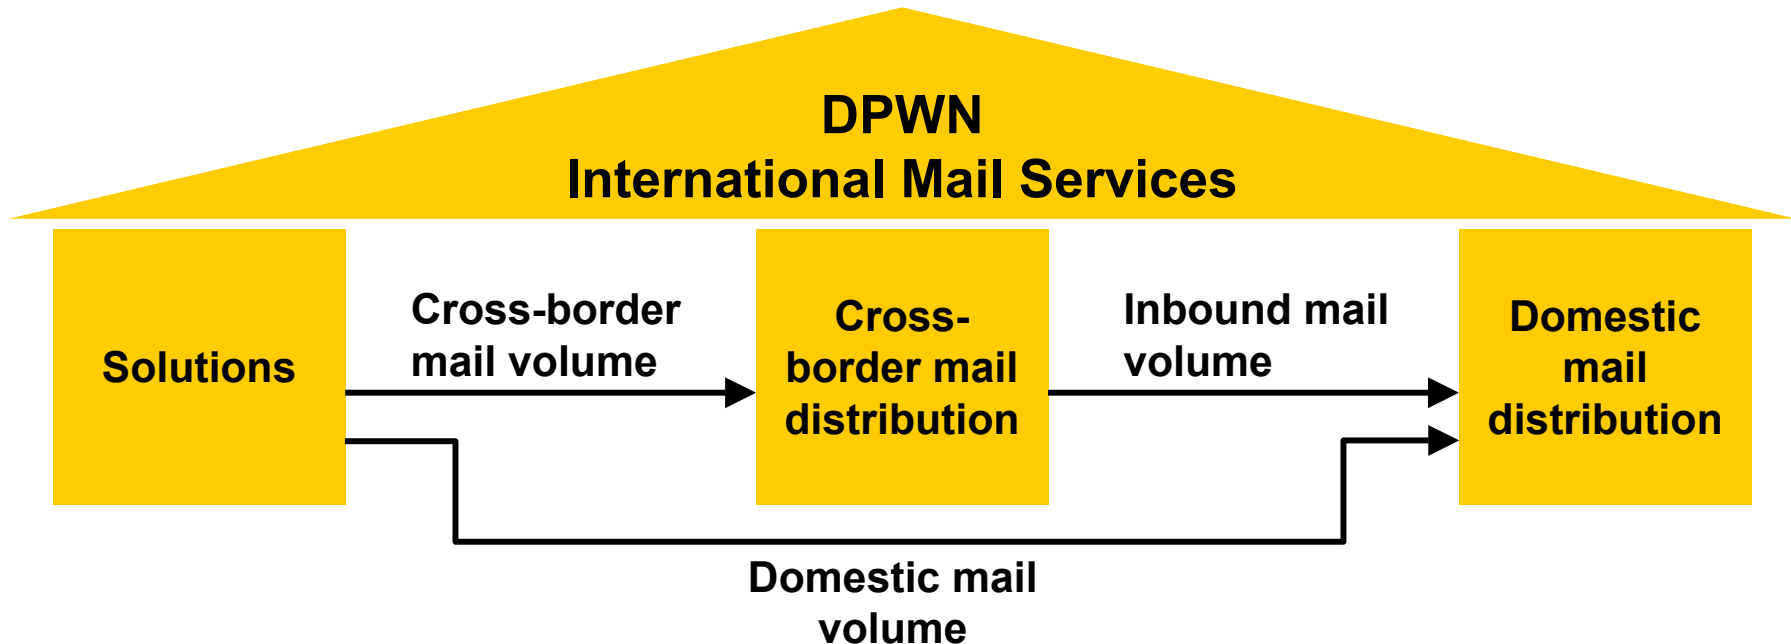 DPWN
International Mail Services
Solutions
Cross-border
mail volume
Cross-
border mail
distribution
Inbound mail
volume
Domestic
mail
distribution
Domestic mail
volume